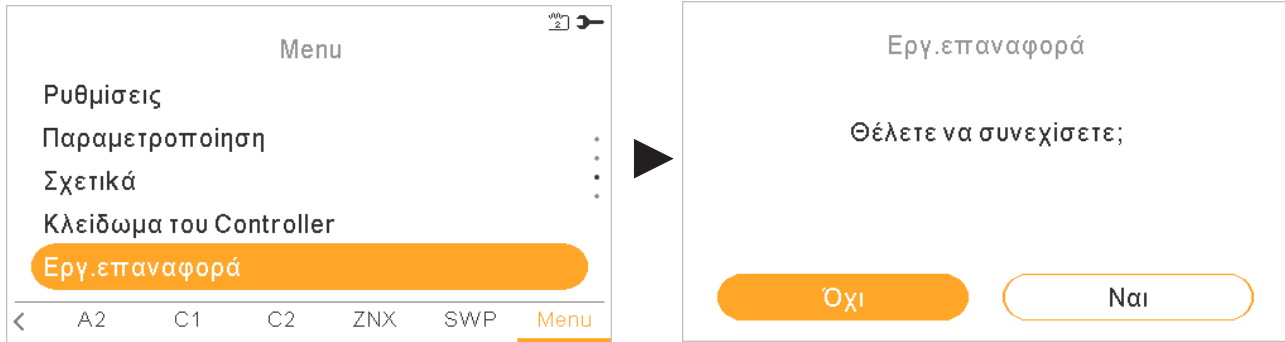 2
Menu
Ρυθμίσεις
Παραμετροποίηση
Σχετικά
Κλείδωμα του Controller
Εργ.επαναφορά
< A2 C1 C2 ZNX SWP Menu
Εργ.επαναφορά
Θέλετε να συνεχίσετε;
Όχι Ναι